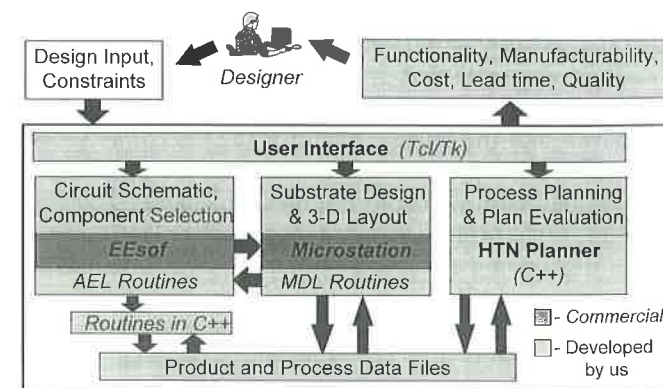 Design Input,
Constraints
Designer
Functionality, Manufacturability,
Cost, Lead time, Quality
User Interface (Tcl/Tk)
Circuit Schematic,
Component Selection
EEsof
AEL Routines
Routines in C++
Substrate Design
& 3-D Layout
Microstation
MDL Routines
Process Planning
& Plan Evaluation
HTN Planner
(C++)
- Commercial
- Developed
by us
Product and Process Data Files